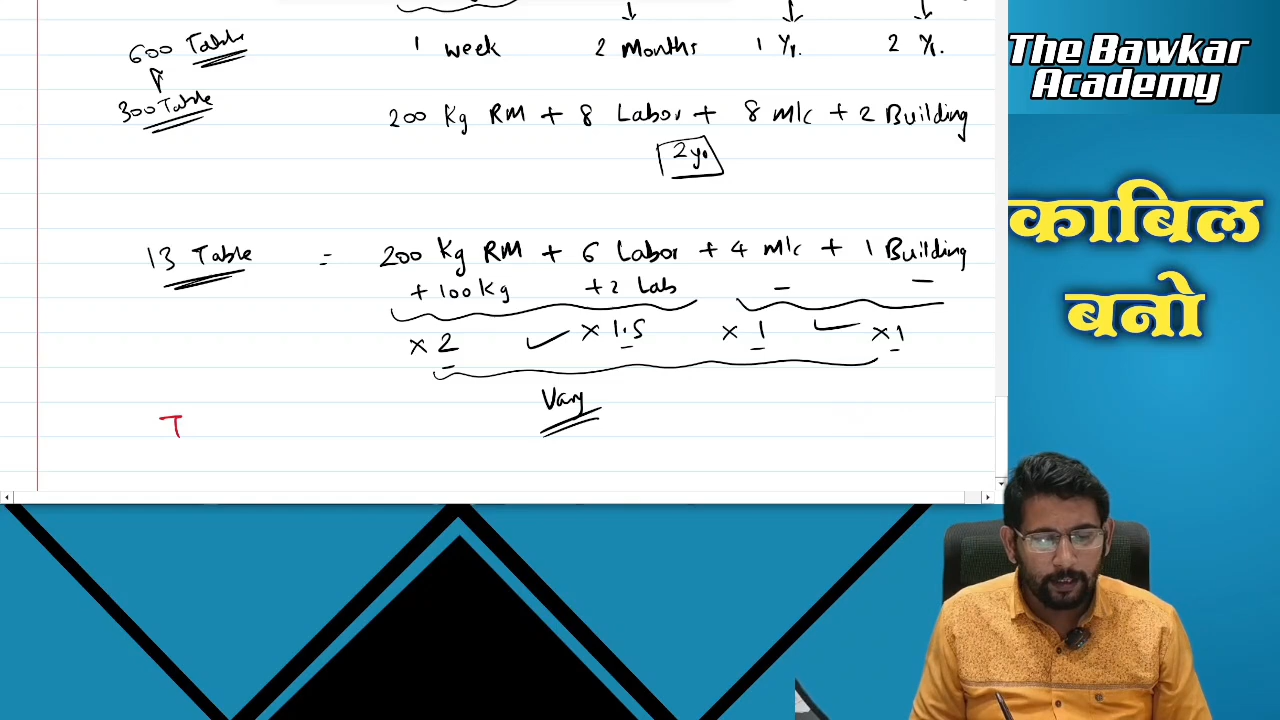 600 Table
1 week 2 Months 1 Yr. 2 Yr.
300 Table
200 Kg RM + 8 Labor + 8 M/c + 2 Building
2 yr.
13 Table = 200 Kg RM + 6 Labor + 4 M/c + 1 Building
+ 100 Kg + 2 Lab - -
× 2 × 1.5 × 1 × 1
Vary
T
The Bawkar
Academy
काबिल
बनो